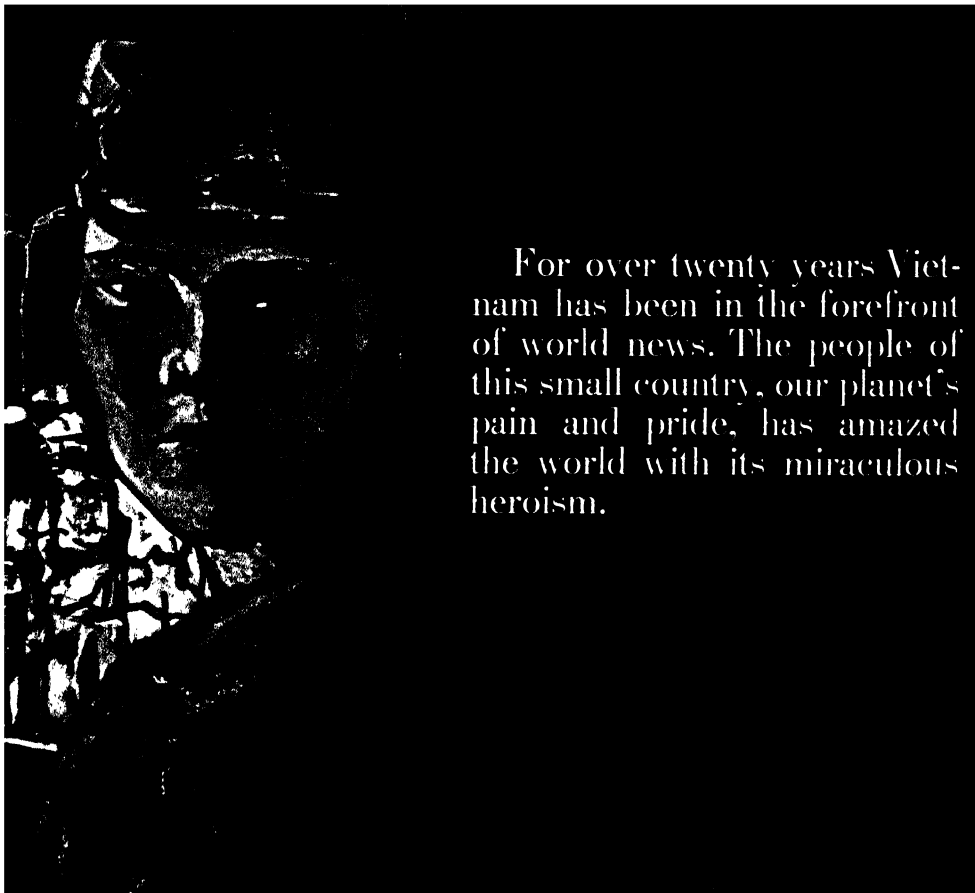 For over twenty years Viet-
nam has been in the forefront
of world news. The people of
this small country, our planet's
pain and pride, has amazed
the world with its miraculous
heroism.